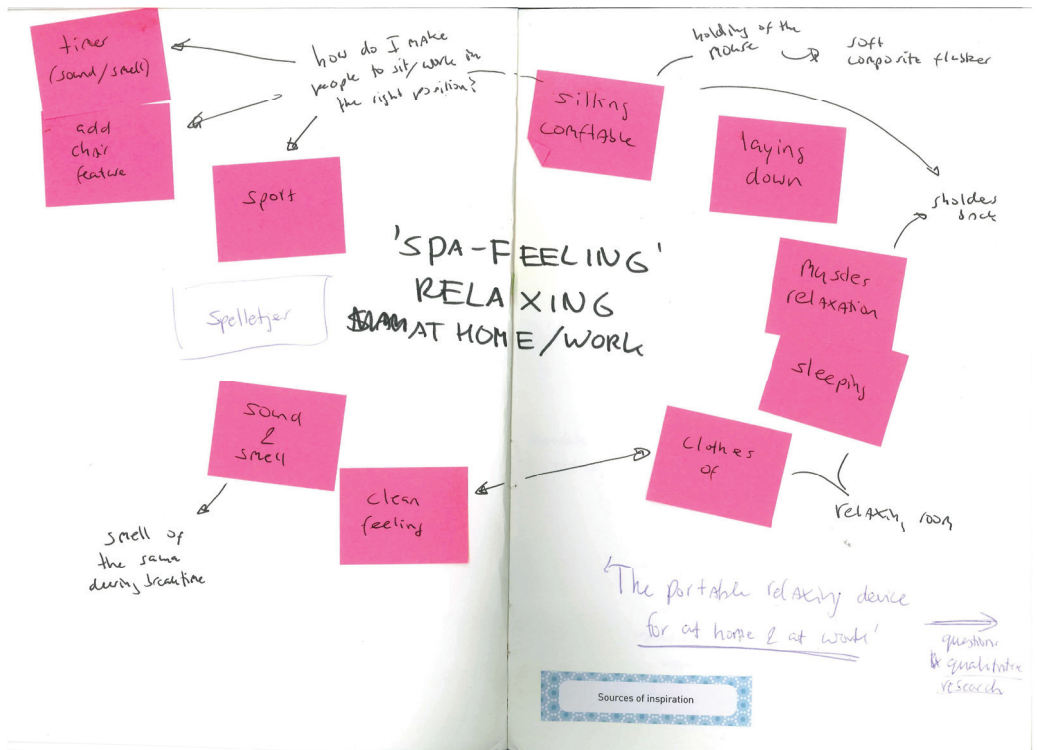 timer
(sound/smell)
add
chair
feature
how do I make
people to sit/work in
the right position?
sport
holding of the
mouse
soft
composite
sitting
comftable
laying
down
sholder
'SPA-FEELING'
RELAXING
AT HOME/WORK
Spelletjes
muscles
relaxation
sleeping
sound
&
smell
clean
feeling
clothes
of
relaxing room
smell of
the sauna
during breaktime
'The portable relaxing device
for at home & at work'
questions
qualitative
research
Sources of inspiration